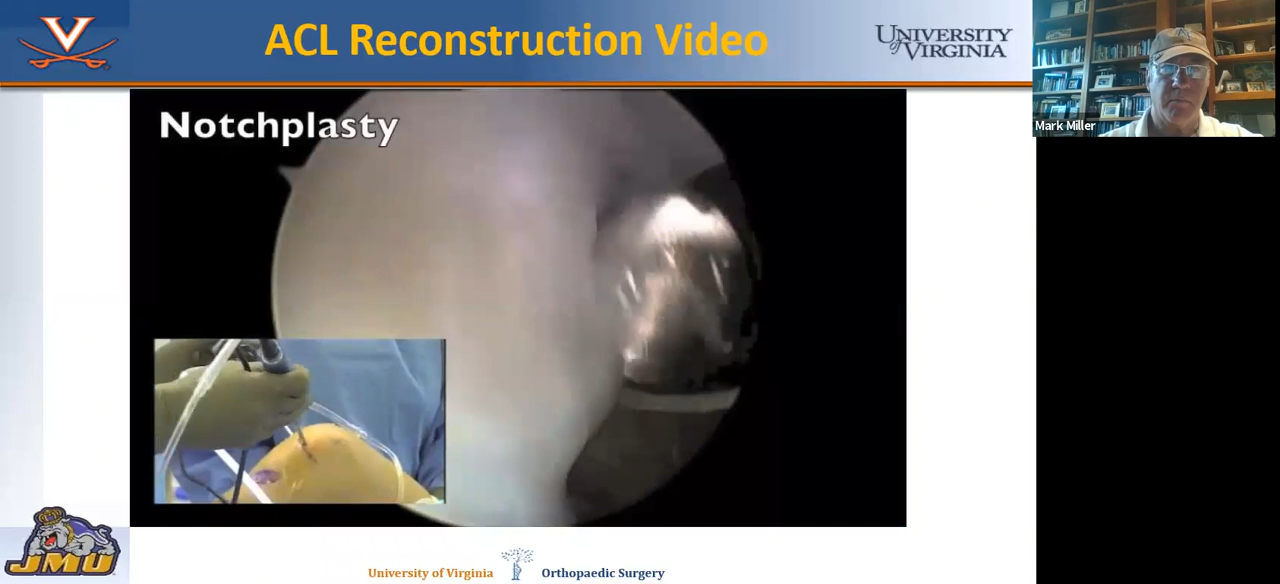 ACL Reconstruction Video
UNIVERSITY
of VIRGINIA
Mark Miller
Notchplasty
JMU
University of Virginia
Orthopaedic Surgery